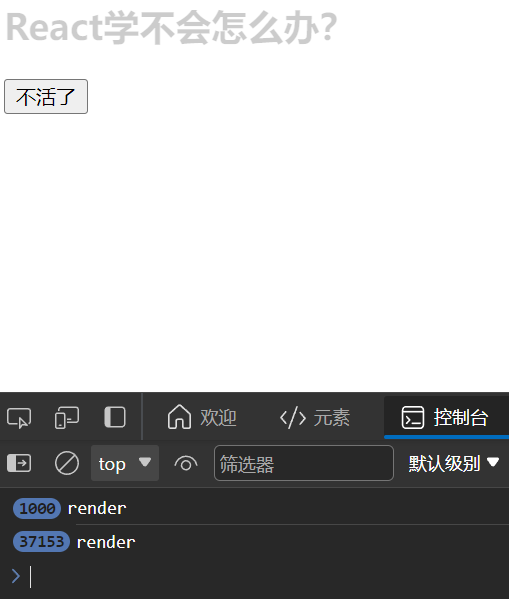 React学不会怎么办？
不活了
欢迎 元素 控制台
top 筛选器 默认级别
1000 render
37153 render